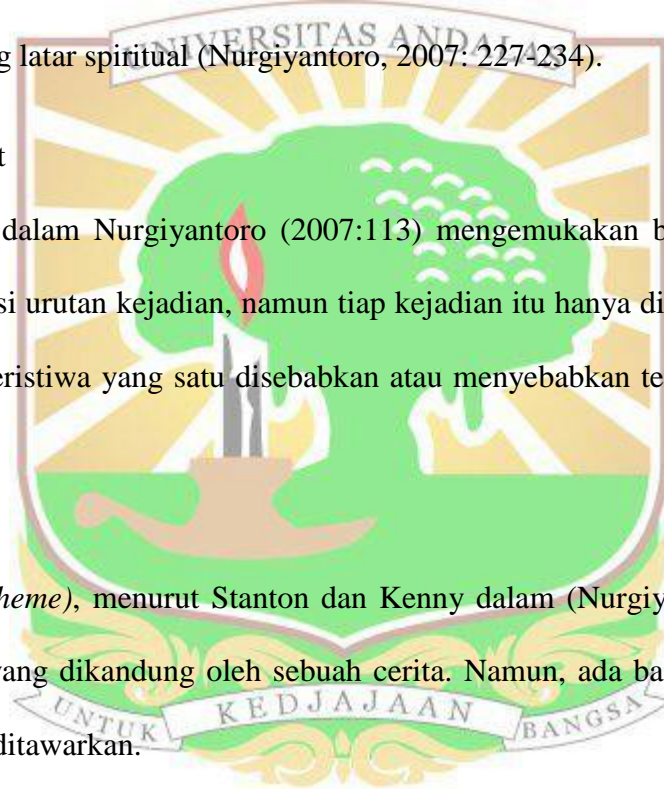 g latar spiritual (Nurgiyantoro, 2007: 227-234).
UNIVERSITAS ANDALAS
t
dalam Nurgiyantoro (2007:113) mengemukakan b
si urutan kejadian, namun tiap kejadian itu hanya di
eristiwa yang satu disebabkan atau menyebabkan te
heme), menurut Stanton dan Kenny dalam (Nurgiy
yang dikandung oleh sebuah cerita. Namun, ada ba
UNTUK KEDJAJAAN BANGSA
ditawarkan.